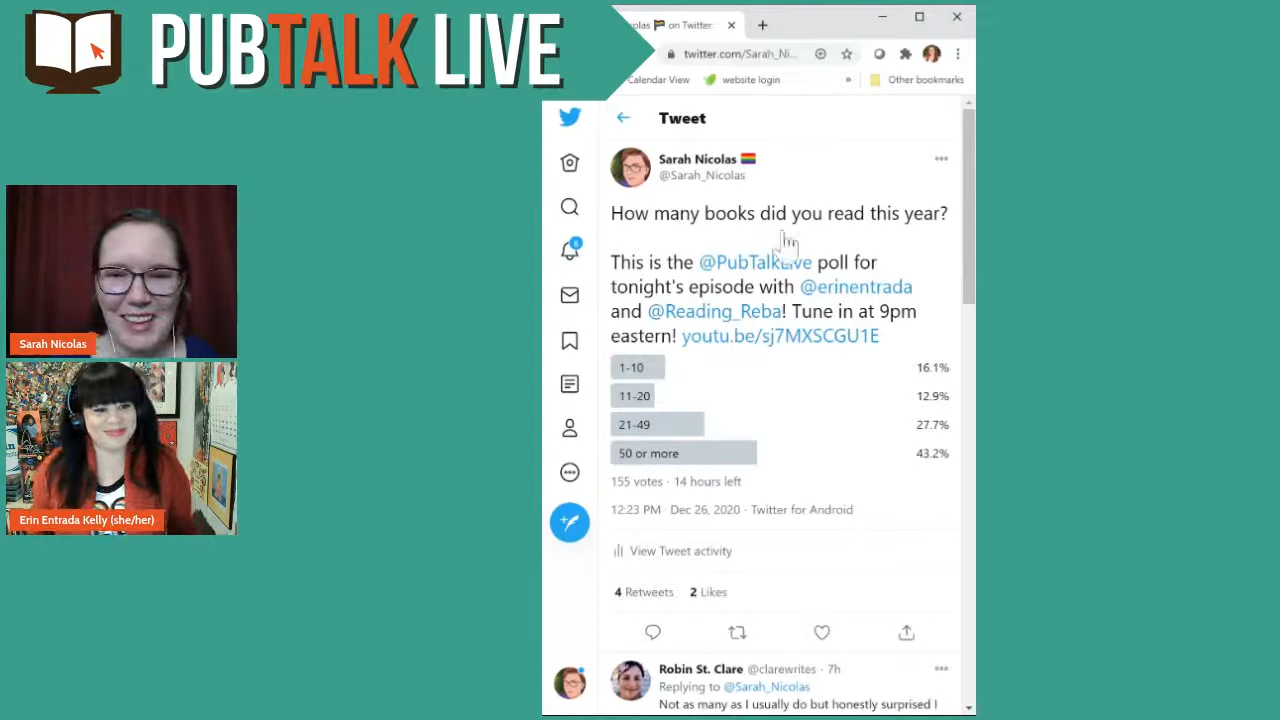 PUBTALK LIVE
olas 🏴 on Twitter:
twitter.com/Sarah_Ni...
Calendar View
website login
»
Other bookmarks
Tweet
Sarah Nicolas 🏳️‍🌈
@Sarah_Nicolas
How many books did you read this year?
This is the @PubTalkLive poll for
tonight's episode with @erinentrada
and @Reading_Reba! Tune in at 9pm
eastern! youtu.be/sj7MXSCGU1E
1-10 16.1%
11-20 12.9%
21-49 27.7%
50 or more 43.2%
155 votes · 14 hours left
12:23 PM · Dec 26, 2020 · Twitter for Android
View Tweet activity
4 Retweets 2 Likes
Robin St. Clare @clarewrites · 7h
Replying to @Sarah_Nicolas
Not as many as I usually do but honestly surprised I
6
Sarah Nicolas
Erin Entrada Kelly (she/her)